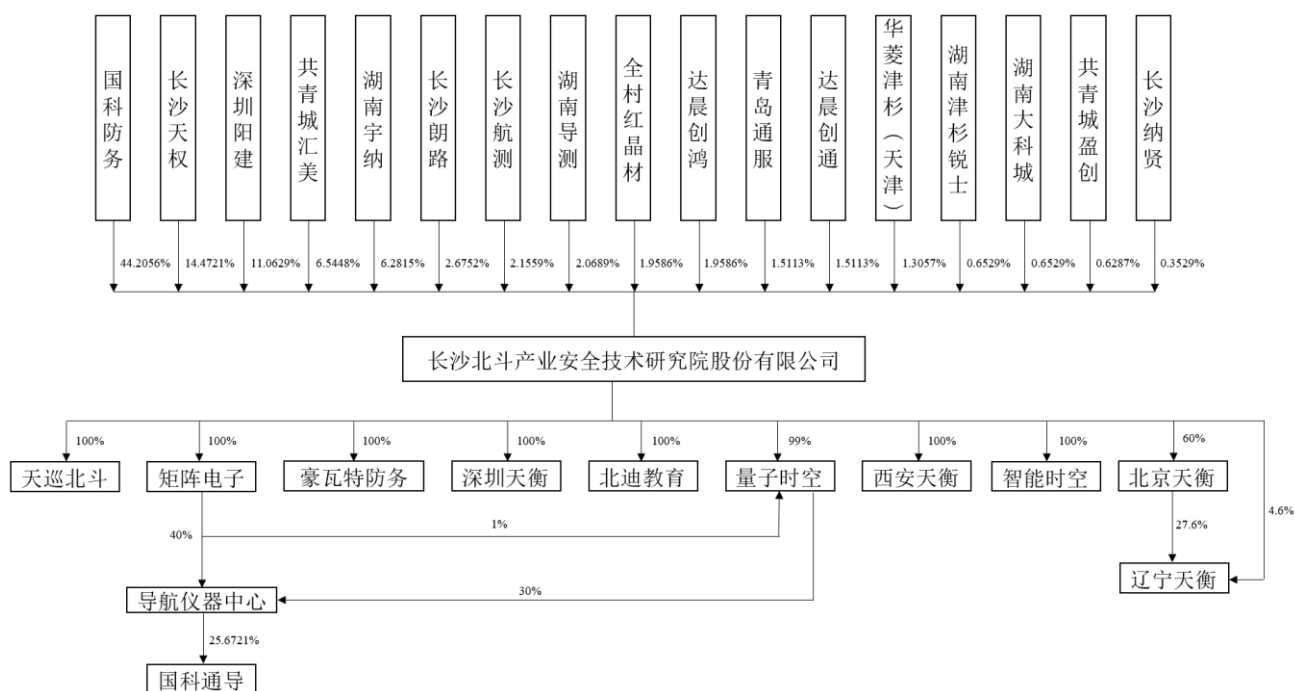 国科防务
长沙天权
深圳阳建
共青城汇美
湖南宇纳
长沙朗路
长沙航测
湖南导测
全村红晶材
达晨创鸿
青岛通服
达晨创通
华菱津杉（天津）
湖南津杉锐士
湖南大科城
共青城盈创
长沙纳贤
44.2056%
14.4721%
11.0629%
6.5448%
6.2815%
2.6752%
2.1559%
2.0689%
1.9586%
1.9586%
1.5113%
1.5113%
1.3057%
0.6529%
0.6529%
0.6287%
0.3529%
长沙北斗产业安全技术研究院股份有限公司
100%
100%
100%
100%
100%
99%
100%
100%
60%
天巡北斗
矩阵电子
豪瓦特防务
深圳天衡
北迪教育
量子时空
西安天衡
智能时空
北京天衡
4.6%
1%
40%
27.6%
辽宁天衡
30%
导航仪器中心
25.6721%
国科通导